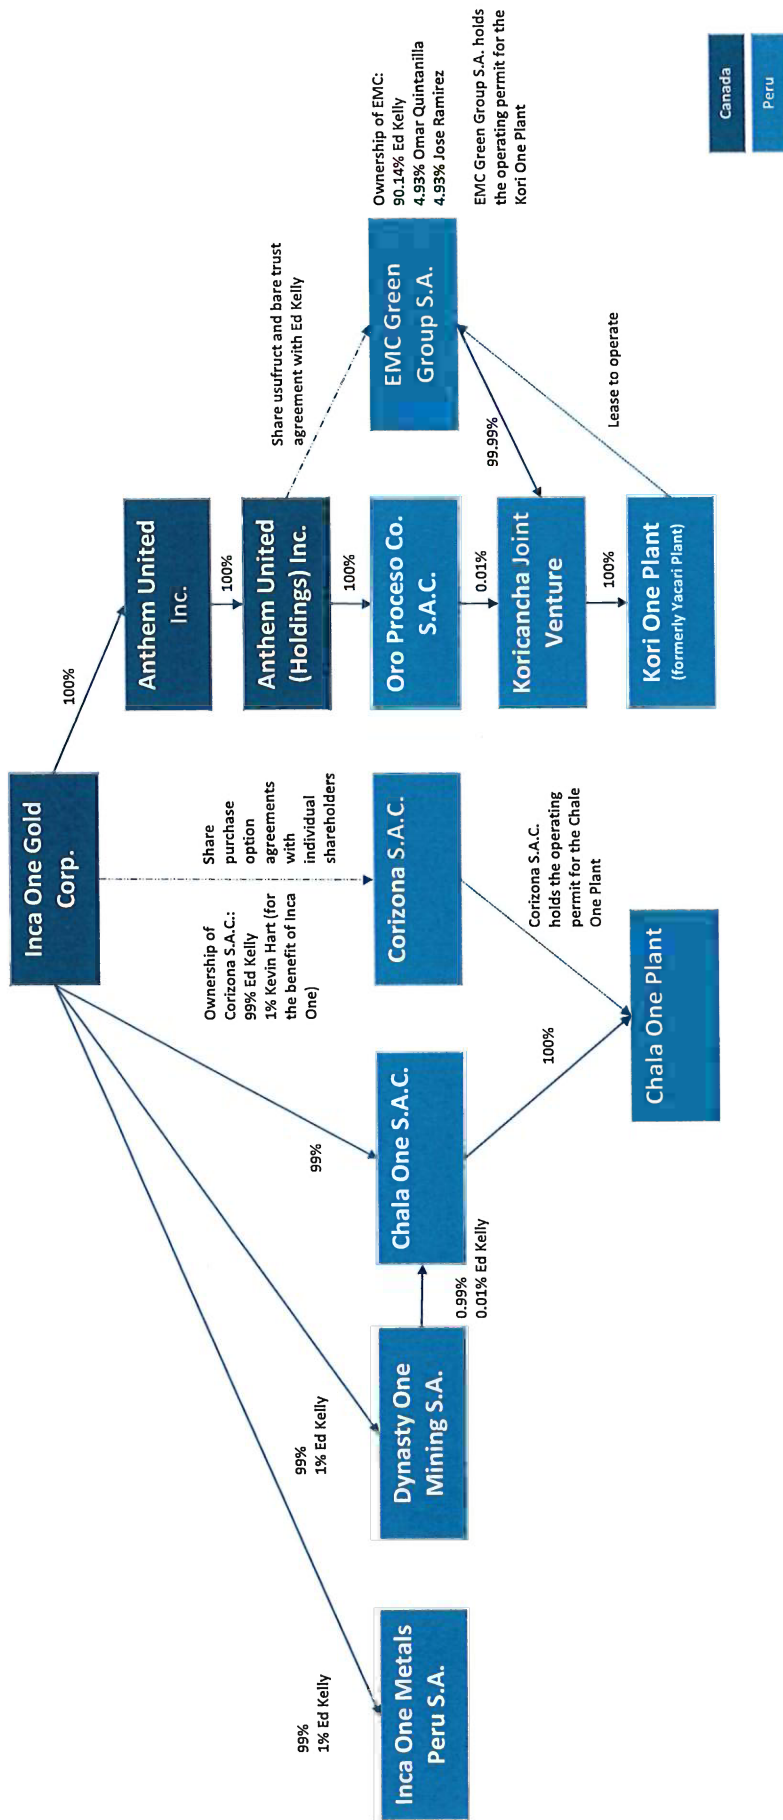 Inca One Gold
Corp.
100%
Anthem United
Inc.
100%
Anthem United
(Holdings) Inc.
Share usufruct and bare trust
agreement with Ed Kelly
100%
Ownership of
Corizona S.A.C.:
99% Ed Kelly
1% Kevin Hart (for
the benefit of Inca
One)
Share
purchase
option
agreements
with
individual
shareholders
99%
1% Ed Kelly
99%
1% Ed Kelly
99%
Inca One Metals
Peru S.A.
Dynasty One
Mining S.A.
0.99%
0.01% Ed Kelly
Chala One S.A.C.
Corizona S.A.C.
Oro Proceso Co.
S.A.C.
EMC Green
Group S.A.
Ownership of EMC:
90.14% Ed Kelly
4.93% Omar Quintanilla
4.93% Jose Ramirez
EMC Green Group S.A. holds
the operating permit for the
Kori One Plant
0.01%
99.99%
Koricancha Joint
Venture
100%
Corizona S.A.C.
holds the operating
permit for the Chale
One Plant
100%
Lease to operate
Chala One Plant
Kori One Plant
(formerly Yacari Plant)
Canada
Peru